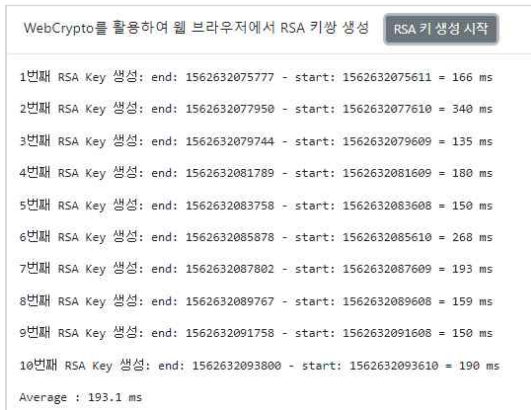 WebCrypto를 활용하여 웹 브라우저에서 RSA 키쌍 생성 RSA 키 생성 시작
1번째 RSA Key 생성: end: 1562632075777 - start: 1562632075611 = 166 ms
2번째 RSA Key 생성: end: 1562632077950 - start: 1562632077610 = 340 ms
3번째 RSA Key 생성: end: 1562632079744 - start: 1562632079609 = 135 ms
4번째 RSA Key 생성: end: 1562632081789 - start: 1562632081609 = 180 ms
5번째 RSA Key 생성: end: 1562632083758 - start: 1562632083608 = 150 ms
6번째 RSA Key 생성: end: 1562632085878 - start: 1562632085610 = 268 ms
7번째 RSA Key 생성: end: 1562632087802 - start: 1562632087609 = 193 ms
8번째 RSA Key 생성: end: 1562632089767 - start: 1562632089608 = 159 ms
9번째 RSA Key 생성: end: 1562632091758 - start: 1562632091608 = 150 ms
10번째 RSA Key 생성: end: 1562632093800 - start: 1562632093610 = 190 ms
Average : 193.1 ms